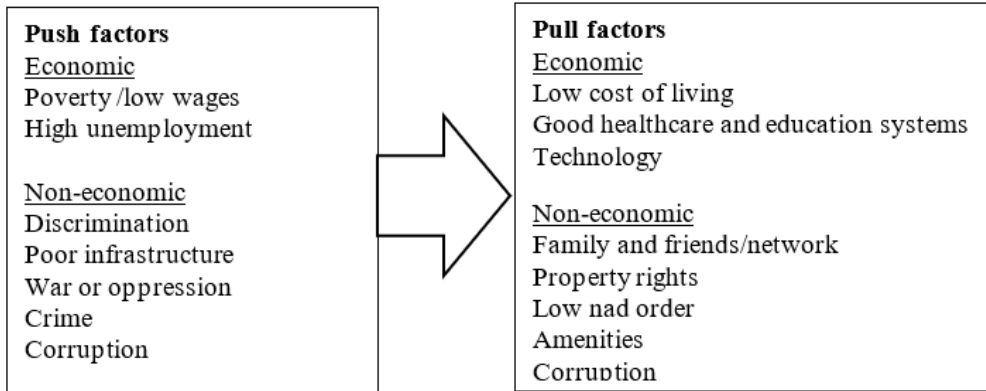 Push factors
Economic
Poverty /low wages
High unemployment
Non-economic
Discrimination
Poor infrastructure
War or oppression
Crime
Corruption
Pull factors
Economic
Low cost of living
Good healthcare and education systems
Technology
Non-economic
Family and friends/network
Property rights
Low nad order
Amenities
Corruption